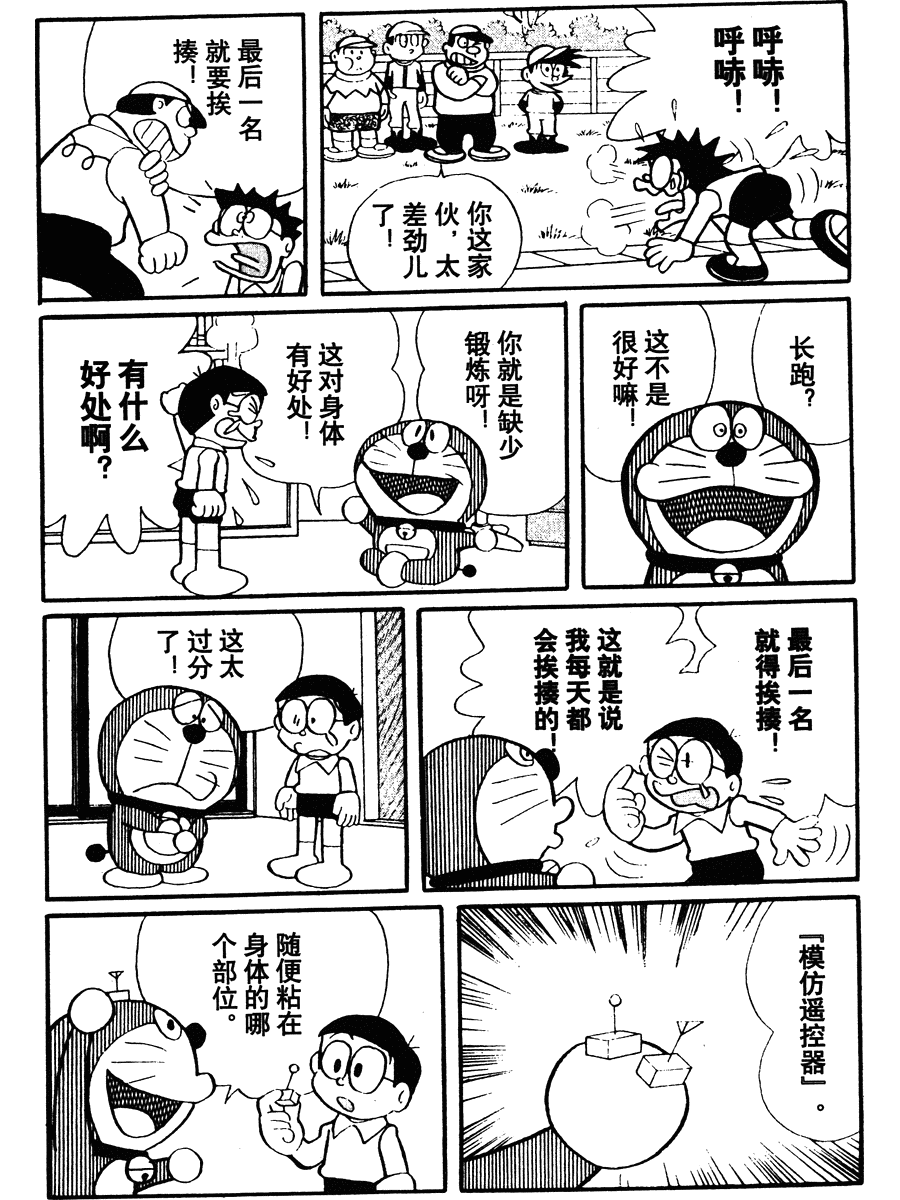 呼哧！
呼哧！
你这家
伙，太
差劲儿
了！
最后一名
就要挨
揍！
长跑？
这不是
很好嘛！
你就是缺少
锻炼呀！
这对身体
有好处！
有什么
好处啊？
最后一名
就得挨揍！
这就是说
我每天都
会挨揍的！
这太
过分
了！
『模仿遥控器』。
随便粘在
身体的哪
个部位。